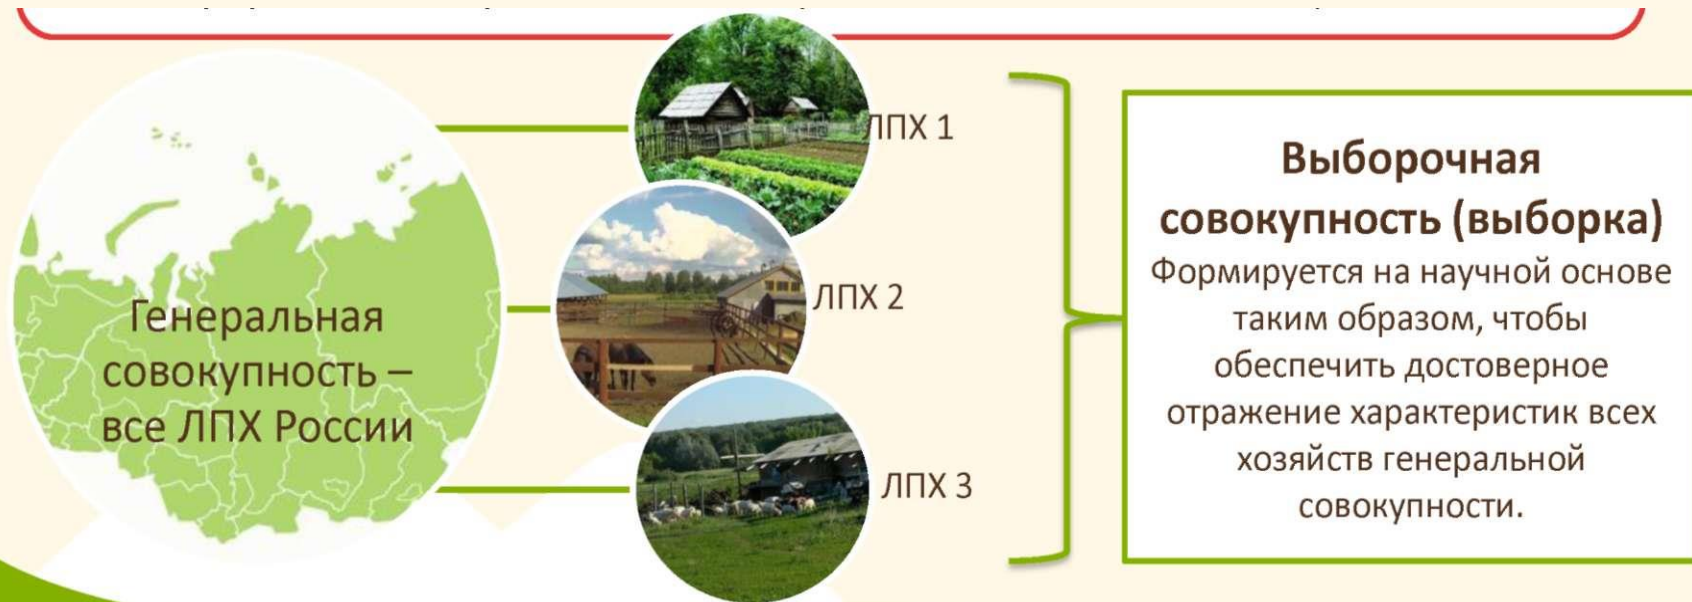 Генеральная
совокупность –
все ЛПХ России
ЛПХ 1
ЛПХ 2
ЛПХ 3
Выборочная
совокупность (выборка)
Формируется на научной основе
таким образом, чтобы
обеспечить достоверное
отражение характеристик всех
хозяйств генеральной
совокупности.